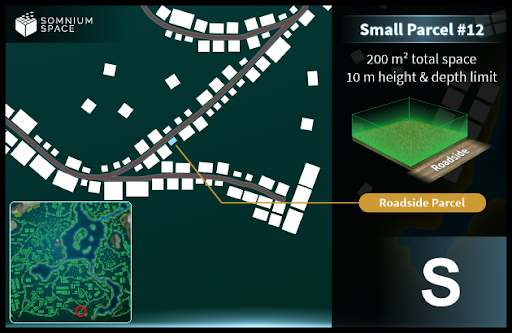 SOMNIUM
SPACE
Small Parcel #12
200 m² total space
10 m height & depth limit
Roadside
Roadside Parcel
S